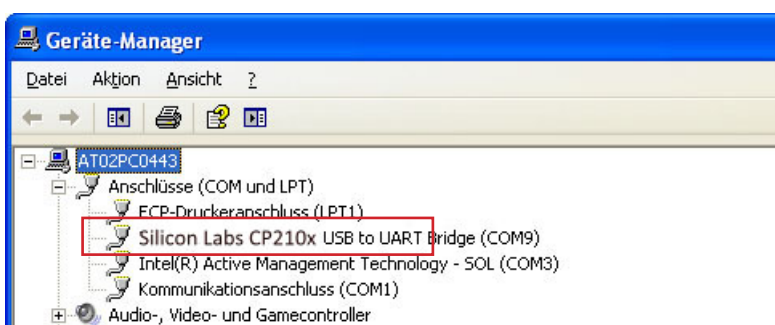 Geräte-Manager
Datei Aktion Ansicht ?
AT02PC0443
Anschlüsse (COM und LPT)
ECP-Druckeranschluss (LPT1)
Silicon Labs CP210x USB to UART Bridge (COM9)
Intel(R) Active Management Technology - SOL (COM3)
Kommunikationsanschluss (COM1)
Audio-, Video- und Gamecontroller